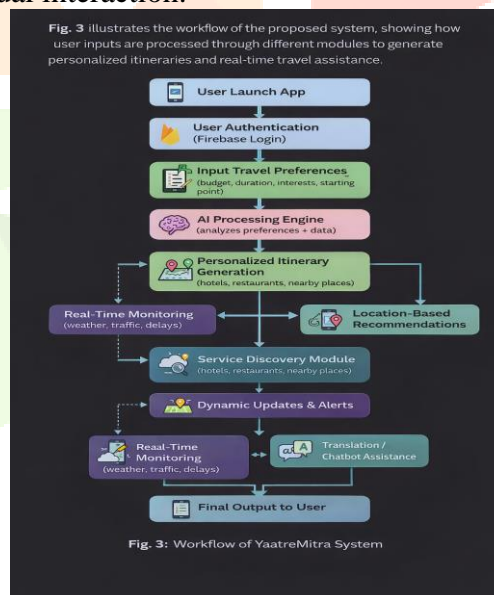 ual interaction.
Fig. 3 illustrates the workflow of the proposed system, showing how
user inputs are processed through different modules to generate
personalized itineraries and real-time travel assistance.
User Launch App
User Authentication
(Firebase Login)
Input Travel Preferences
(budget, duration, interests, starting
point)
AI Processing Engine
(analyzes preferences + data)
Personalized Itinerary
Generation
(hotels, restaurants, nearby places)
Real-Time Monitoring
(weather, traffic, delays)
Location-Based
Recommendations
Service Discovery Module
(hotels, restaurants, nearby places)
Dynamic Updates & Alerts
Reaal-Time
Monitoring
(weather, traffic, delays)
Translation /
Chatbot Assistance
Final Output to User
Fig. 3: Workflow of YaatreMitra System